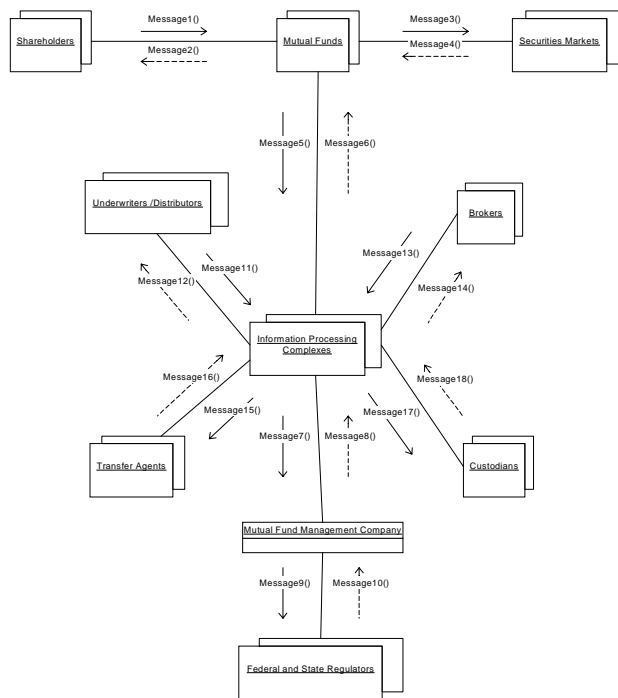 Message1()
Message3()
Shareholders
Message2()
Mutual Funds
Message4()
Securities Markets
Message5()
Message6()
Underwriters /Distributors
Brokers
Message11()
Message13()
Message12()
Message14()
Information Processing
Complexes
Message16()
Message18()
Message15()
Message17()
Message7()
Message8()
Transfer Agents
Custodians
Mutual Fund Management Company
Message9()
Message10()
Federal and State Regulators